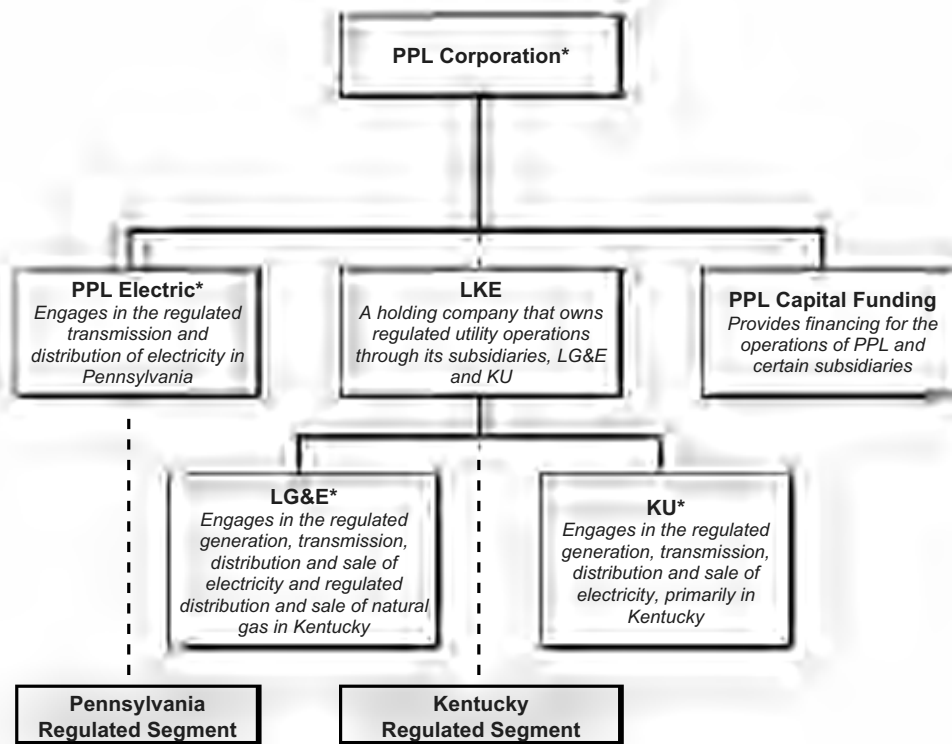 PPL Corporation*
PPL Electric*
Engages in the regulated
transmission and
distribution of electricity in
Pennsylvania
LKE
A holding company that owns
regulated utility operations
through its subsidiaries, LG&E
and KU
PPL Capital Funding
Provides financing for the
operations of PPL and
certain subsidiaries
LG&E*
Engages in the regulated
generation, transmission,
distribution and sale of
electricity and regulated
distribution and sale of natural
gas in Kentucky
KU*
Engages in the regulated
generation, transmission,
distribution and sale of
electricity, primarily in
Kentucky
Pennsylvania
Regulated Segment
Kentucky
Regulated Segment